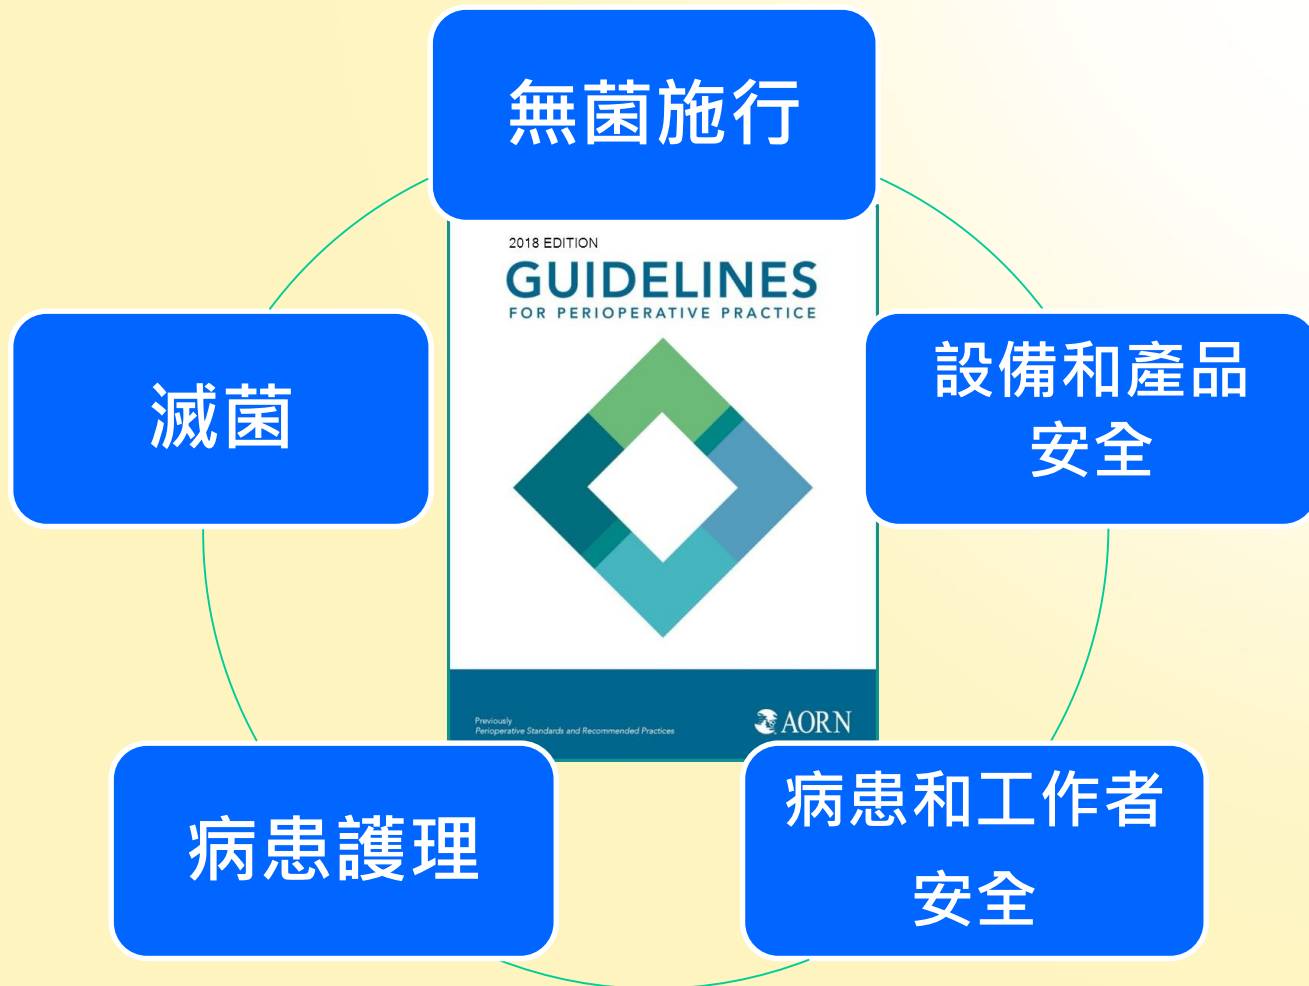 無菌施行
2018 EDITION
GUIDELINES
FOR PERIOPERATIVE PRACTICE
滅菌
設備和產品
安全
Previously
Perioperative Standards and Recommended Practices
AORN
病患護理
病患和工作者
安全